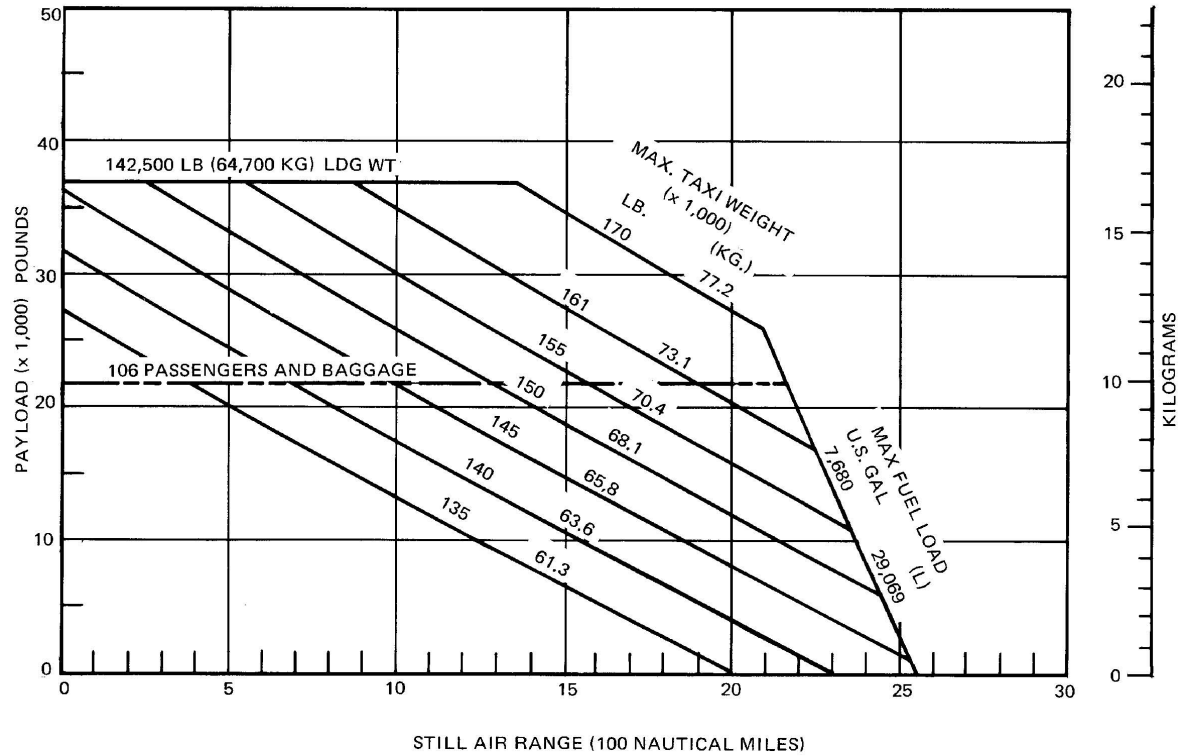 50
40
30
20
10
0
PAYLOAD (x 1,000) POUNDS
142,500 LB (64,700 KG) LDG WT
106 PASSENGERS AND BAGGAGE
MAX. TAXI WEIGHT
(x 1,000)
LB.
(KG.)
170
77.2
161
73.1
155
70.4
150
68.1
145
65,8
140
63.6
135
61.3
MAX FUEL LOAD
U.S. GAL
(L)
7,680
29,069
0
5
10
15
20
25
30
STILL AIR RANGE (100 NAUTICAL MILES)
20
15
10
5
0
KILOGRAMS